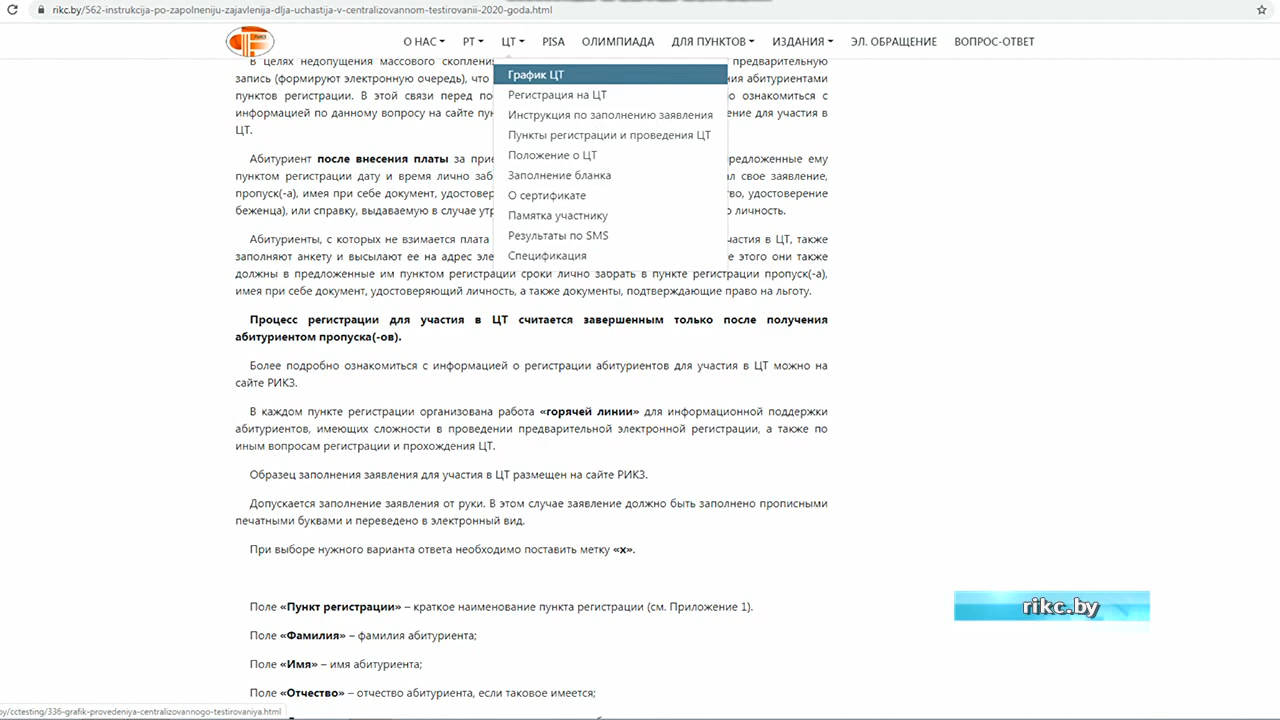 rikc.by/562-instrukcija-po-zapolneniju-zajavlenija-dlja-uchastija-v-centralizovannom-testirovanii-2020-goda.html
О НАС РТ ЦТ PISA ОЛИМПИАДА ДЛЯ ПУНКТОВ ИЗДАНИЯ ЭЛ. ОБРАЩЕНИЕ ВОПРОС-ОТВЕТ
График ЦТ
Регистрация на ЦТ
Инструкция по заполнению заявления
Пункты регистрации и проведения ЦТ
Положение о ЦТ
Заполнение бланка
О сертификате
Памятка участнику
Результаты по SMS
Спецификация
В целях недопущения массового скопления предварительную
запись (формируют электронную очередь), что абитуриентами
пунктов регистрации. В этой связи перед ознакомиться с
информацией по данному вопросу на сайте для участия в
ЦТ.
Абитуриент после внесения платы за предложенные ему
пунктом регистрации дату и время лично свое заявление,
пропуск(-а), имея при себе документ, удостоверение
беженца), или справку, выдаваемую в случае личность.
Абитуриенты, с которых не взимается плата в ЦТ, также
заполняют анкету и высылают ее на адрес этого они также
должны в предложенные им пунктом регистрации сроки лично забрать в пункте регистрации пропуск(-а),
имея при себе документ, удостоверяющий личность, а также документы, подтверждающие право на льготу.
Процесс регистрации для участия в ЦТ считается завершенным только после получения
абитуриентом пропуска(-ов).
Более подробно ознакомиться с информацией о регистрации абитуриентов для участия в ЦТ можно на
сайте РИКЗ.
В каждом пункте регистрации организована работа «горячей линии» для информационной поддержки
абитуриентов, имеющих сложности в проведении предварительной электронной регистрации, а также по
иным вопросам регистрации и прохождения ЦТ.
Образец заполнения заявления для участия в ЦТ размещен на сайте РИКЗ.
Допускается заполнение заявления от руки. В этом случае заявление должно быть заполнено прописными
печатными буквами и переведено в электронный вид.
При выборе нужного варианта ответа необходимо поставить метку «х».
Поле «Пункт регистрации» – краткое наименование пункта регистрации (см. Приложение 1).
rikc.by
Поле «Фамилия» – фамилия абитуриента;
Поле «Имя» – имя абитуриента;
Поле «Отчество» – отчество абитуриента, если таковое имеется;
by/cctesting/336-grafik-provedeniya-centralizovannogo-testirovaniya.html